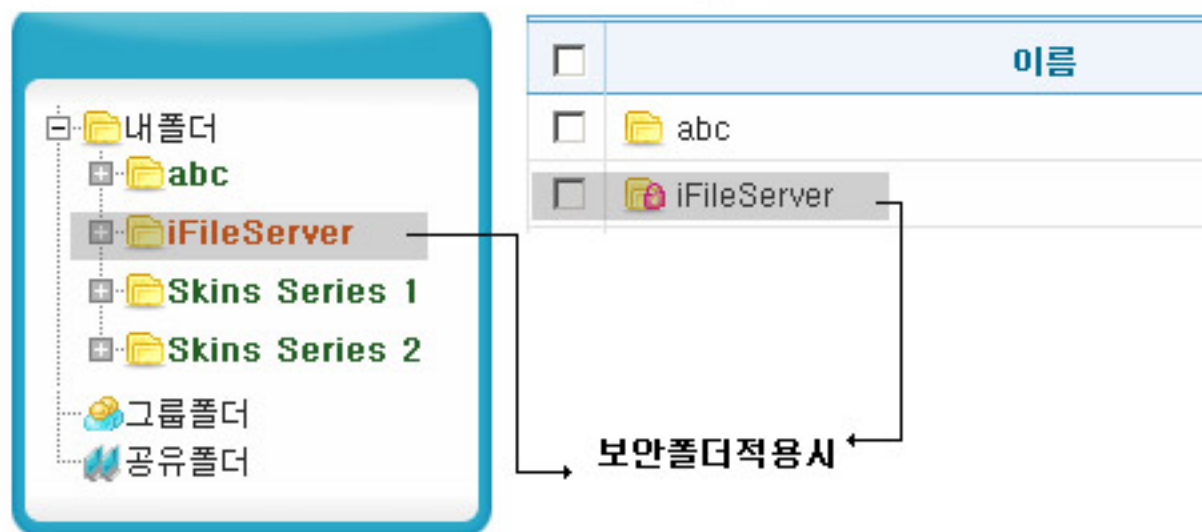 내폴더
abc
iFileServer
Skins Series 1
Skins Series 2
그룹폴더
공유폴더
이름
abc
iFileServer
보안폴더적용시